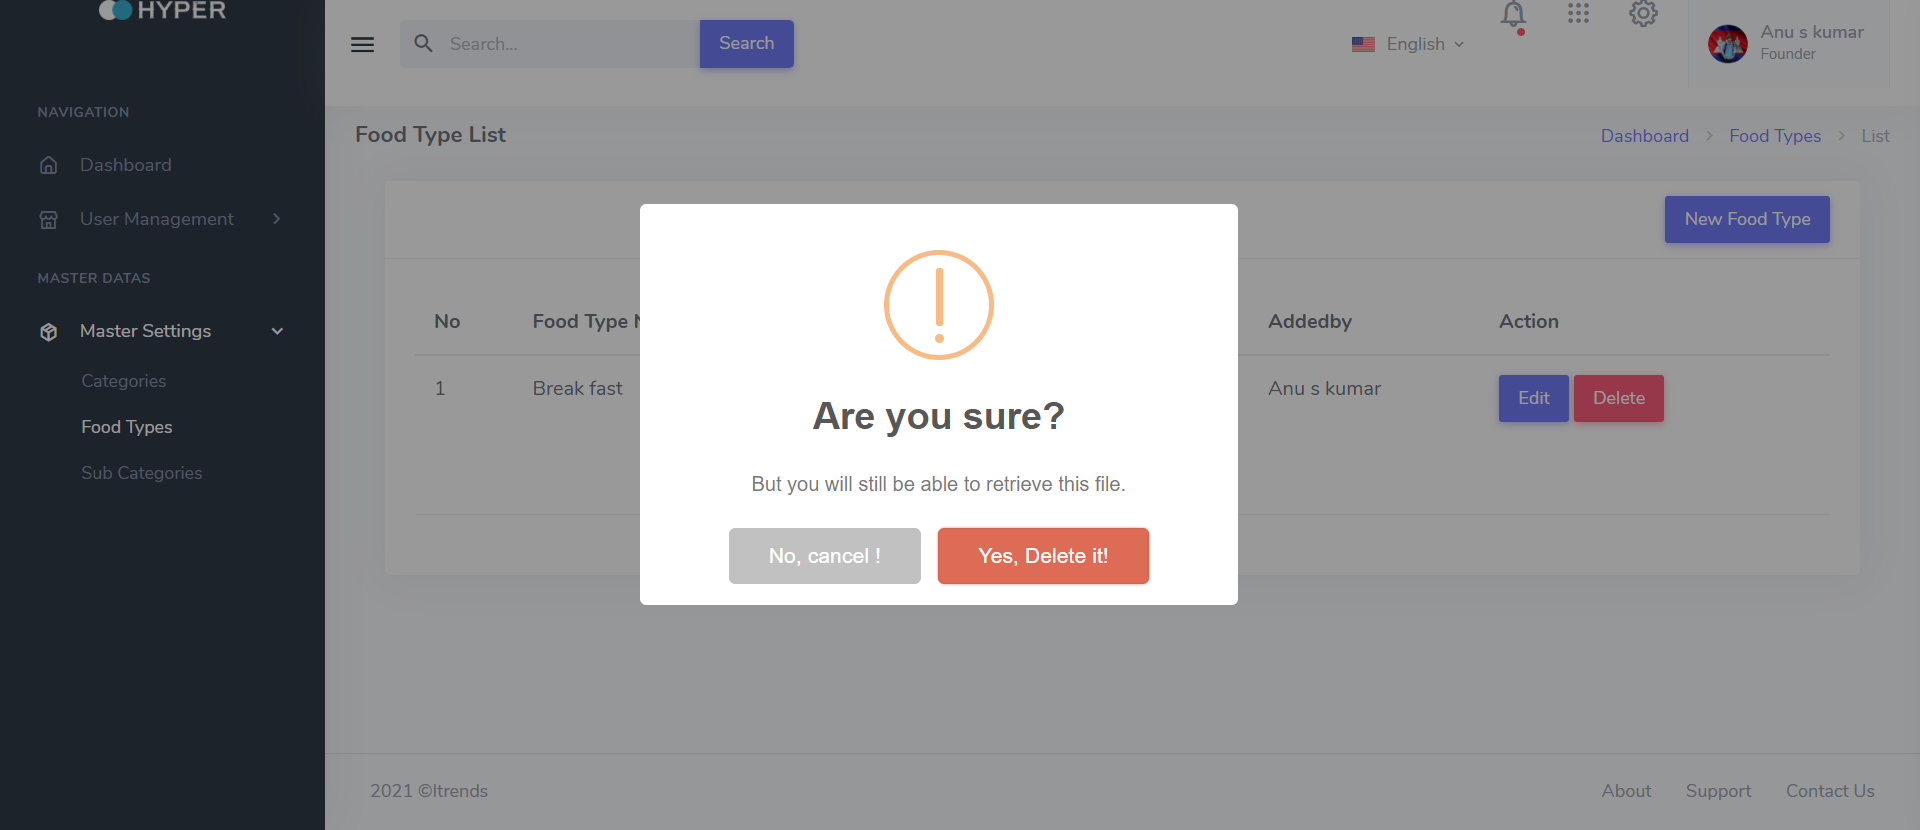 HYPER
Search...
Search
English
Anu s kumar
Founder
NAVIGATION
Dashboard
User Management
MASTER DATAS
Master Settings
Categories
Food Types
Sub Categories
Food Type List
Dashboard > Food Types > List
New Food Type
No Food Type Addedby Action
1 Break fast Anu s kumar Edit Delete
Are you sure?
But you will still be able to retrieve this file.
No, cancel !
Yes, Delete it!
2021 ©Itrends
About Support Contact Us